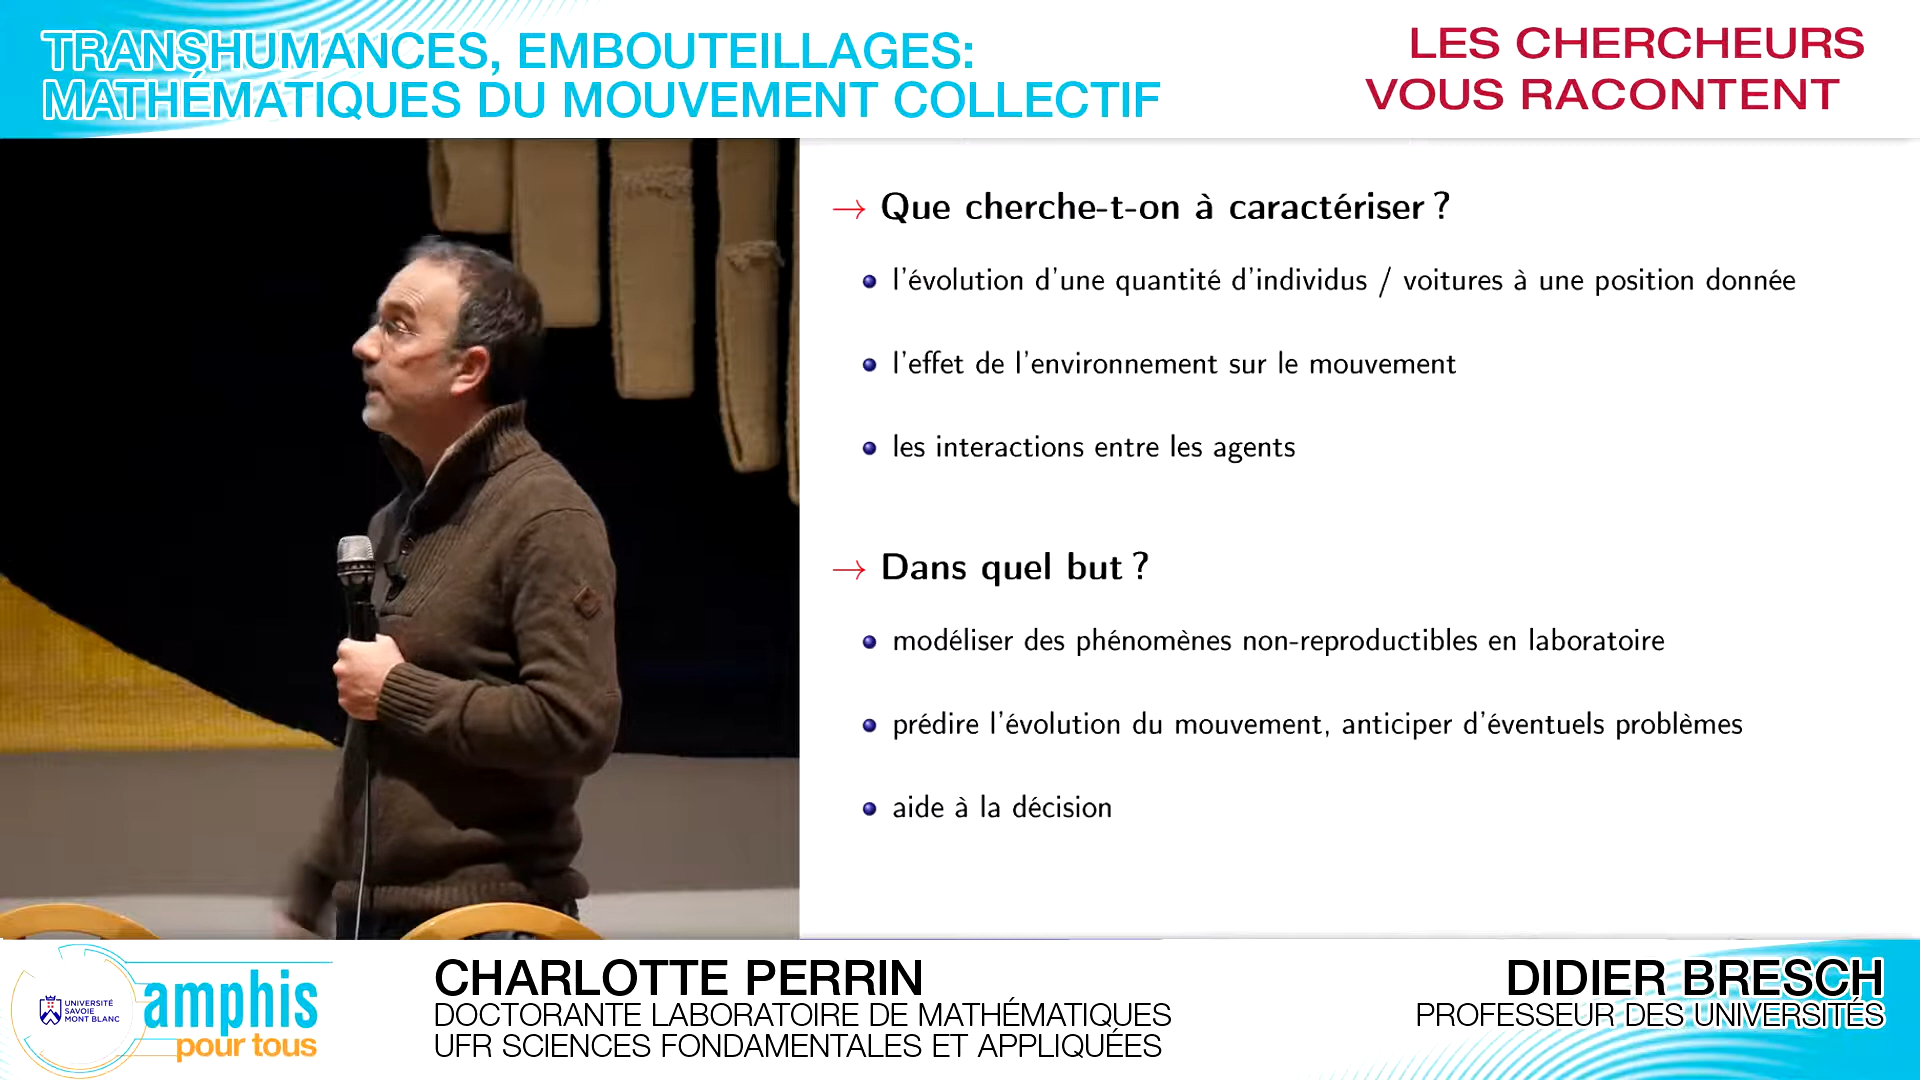 TRANSHUMANCES, EMBOUTEILLAGES:
MATHÉMATIQUES DU MOUVEMENT COLLECTIF
LES CHERCHEURS
VOUS RACONTENT
→ Que cherche-t-on à caractériser ?
l'évolution d'une quantité d'individus / voitures à une position donnée
l'effet de l'environnement sur le mouvement
les interactions entre les agents
→ Dans quel but ?
modéliser des phénomènes non-reproductibles en laboratoire
prédire l'évolution du mouvement, anticiper d'éventuels problèmes
aide à la décision
UNIVERSITÉ
SAVOIE
MONT BLANC
amphis
pour tous
CHARLOTTE PERRIN
DOCTORANTE LABORATOIRE DE MATHÉMATIQUES
UFR SCIENCES FONDAMENTALES ET APPLIQUÉES
DIDIER BRESCH
PROFESSEUR DES UNIVERSITÉS